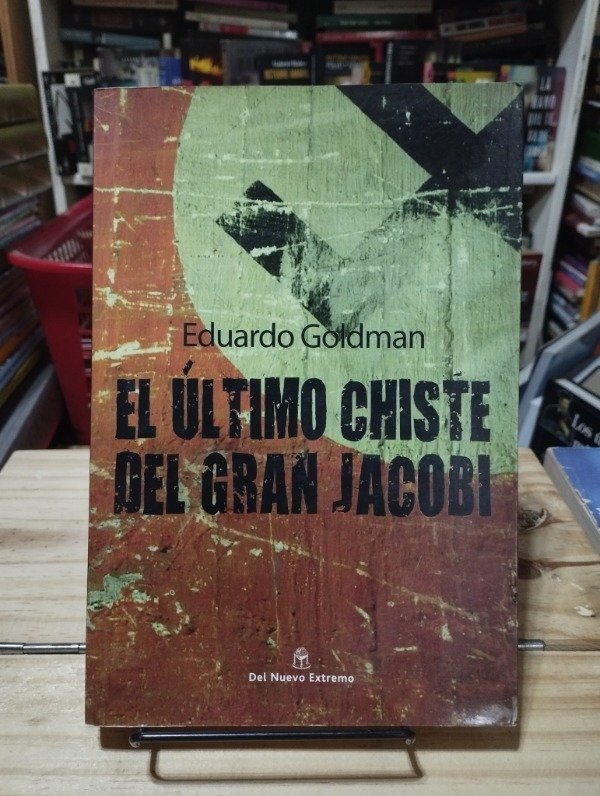 Eduardo Goldman
EL ÚLTIMO CHISTE
DEL GRAN JACOBI
Del Nuevo Extremo